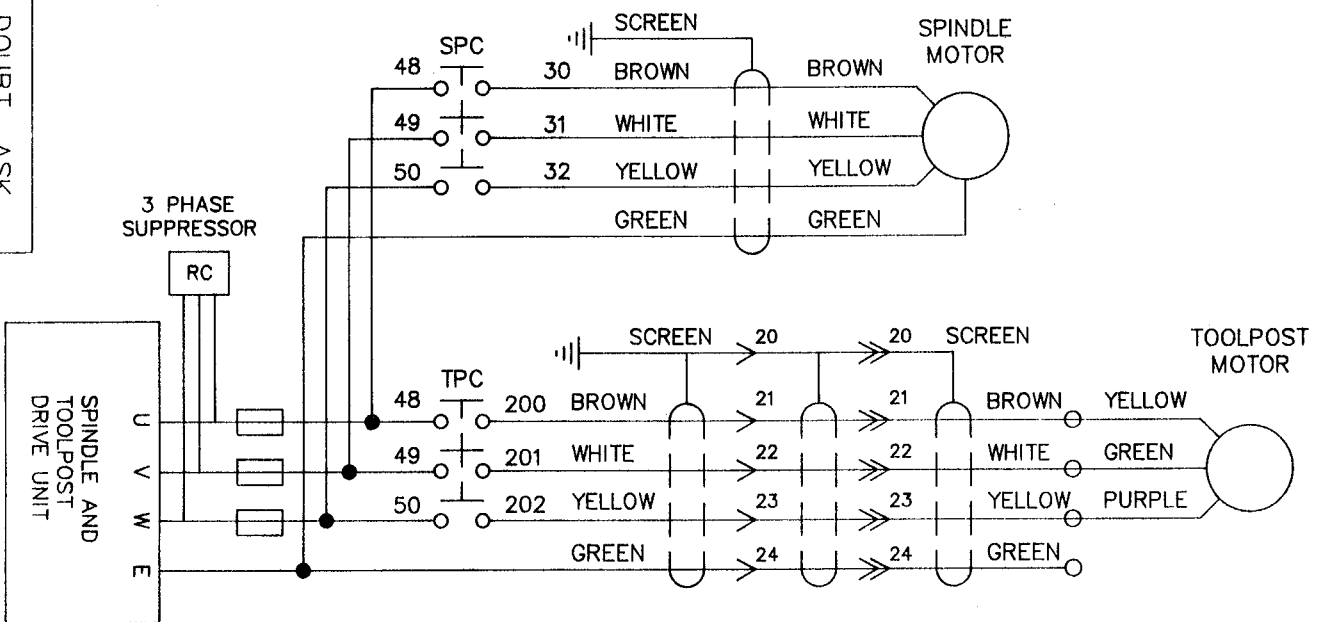 DOUBT ASK
SCREEN
SPINDLE
MOTOR
SPC
48 30 BROWN BROWN
49 31 WHITE WHITE
50 32 YELLOW YELLOW
GREEN GREEN
3 PHASE
SUPPRESSOR
RC
SCREEN 20 20 SCREEN
TOOLPOST
MOTOR
TPC
SPINDLE AND
TOOLPOST
DRIVE UNIT
U 48 200 BROWN 21 21 BROWN YELLOW
V 49 201 WHITE 22 22 WHITE GREEN
W 50 202 YELLOW 23 23 YELLOW PURPLE
E GREEN 24 24 GREEN